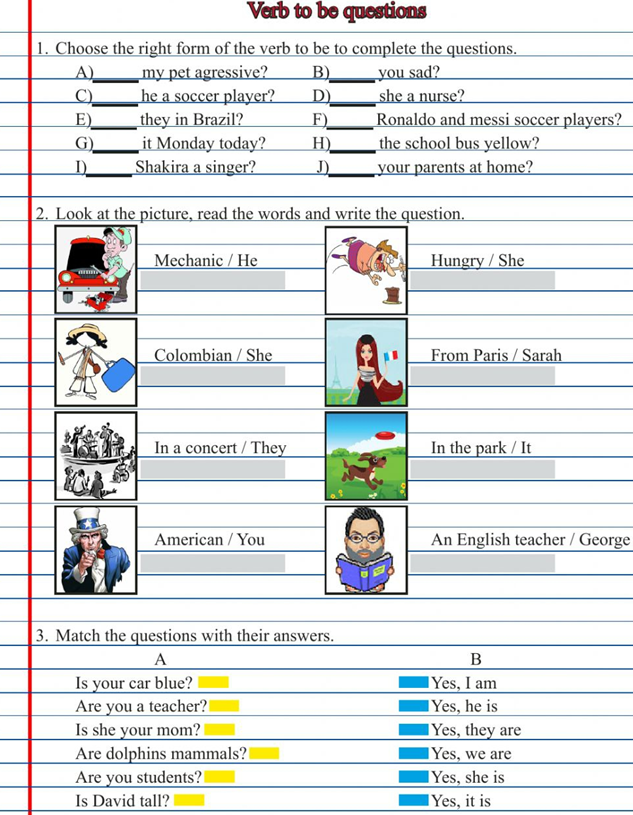 Verb to be questions
1. Choose the right form of the verb to be to complete the questions.
A)_____ my pet agressive? B)_____ you sad?
C)_____ he a soccer player? D)_____ she a nurse?
E)_____ they in Brazil? F)_____ Ronaldo and messi soccer players?
G)_____ it Monday today? H)_____ the school bus yellow?
I)_____ Shakira a singer? J)_____ your parents at home?
2. Look at the picture, read the words and write the question.
Mechanic / He Hungry / She
Colombian / She From Paris / Sarah
In a concert / They In the park / It
American / You An English teacher / George
3. Match the questions with their answers.
A B
Is your car blue? Yes, I am
Are you a teacher? Yes, he is
Is she your mom? Yes, they are
Are dolphins mammals? Yes, we are
Are you students? Yes, she is
Is David tall? Yes, it is